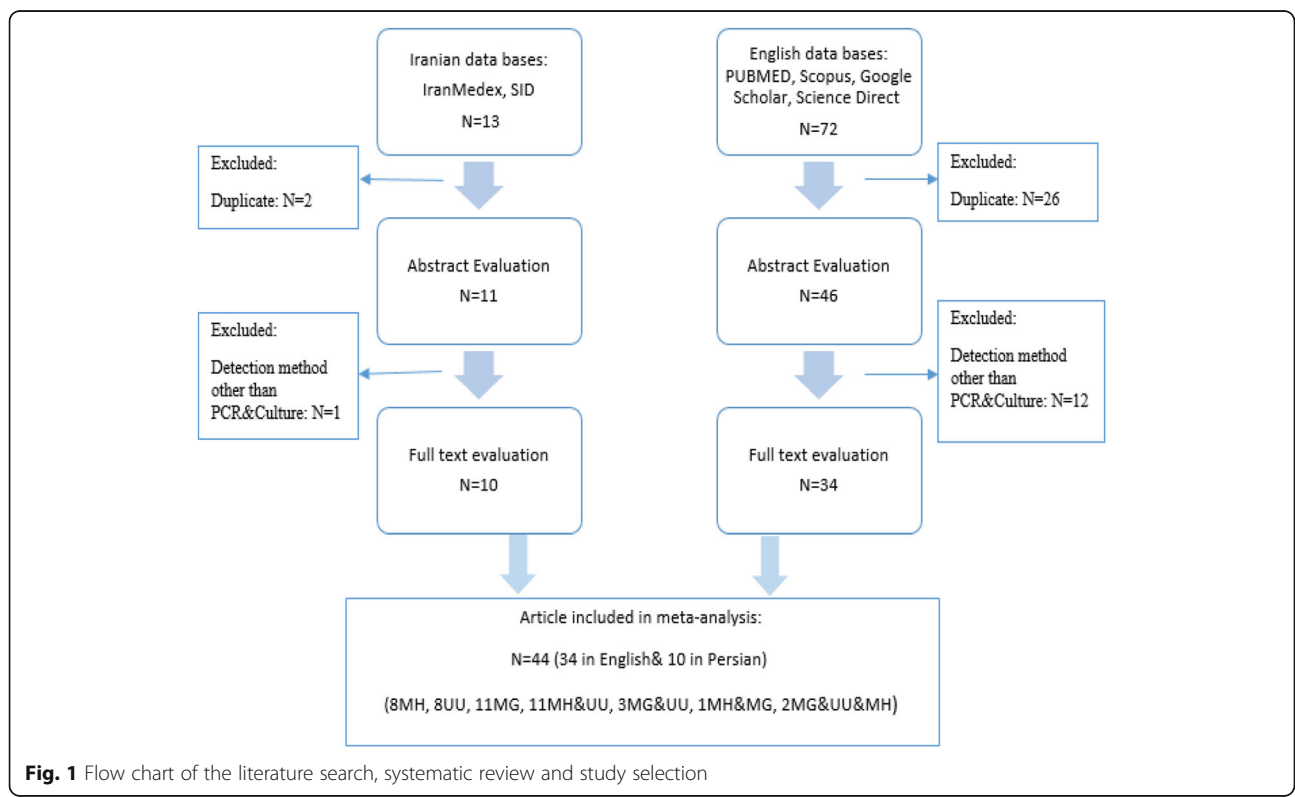 Iranian data bases:
IranMedex, SID
N=13
English data bases:
PUBMED, Scopus, Google
Scholar, Science Direct
N=72
Excluded:
Duplicate: N=2
Excluded:
Duplicate: N=26
Abstract Evaluation
N=11
Abstract Evaluation
N=46
Excluded:
Detection method
other than
PCR&Culture: N=1
Excluded:
Detection method
other than
PCR&Culture: N=12
Full text evaluation
N=10
Full text evaluation
N=34
Article included in meta-analysis:
N=44 (34 in English& 10 in Persian)
(8MH, 8UU, 11MG, 11MH&UU, 3MG&UU, 1MH&MG, 2MG&UU&MH)
Fig. 1 Flow chart of the literature search, systematic review and study selection